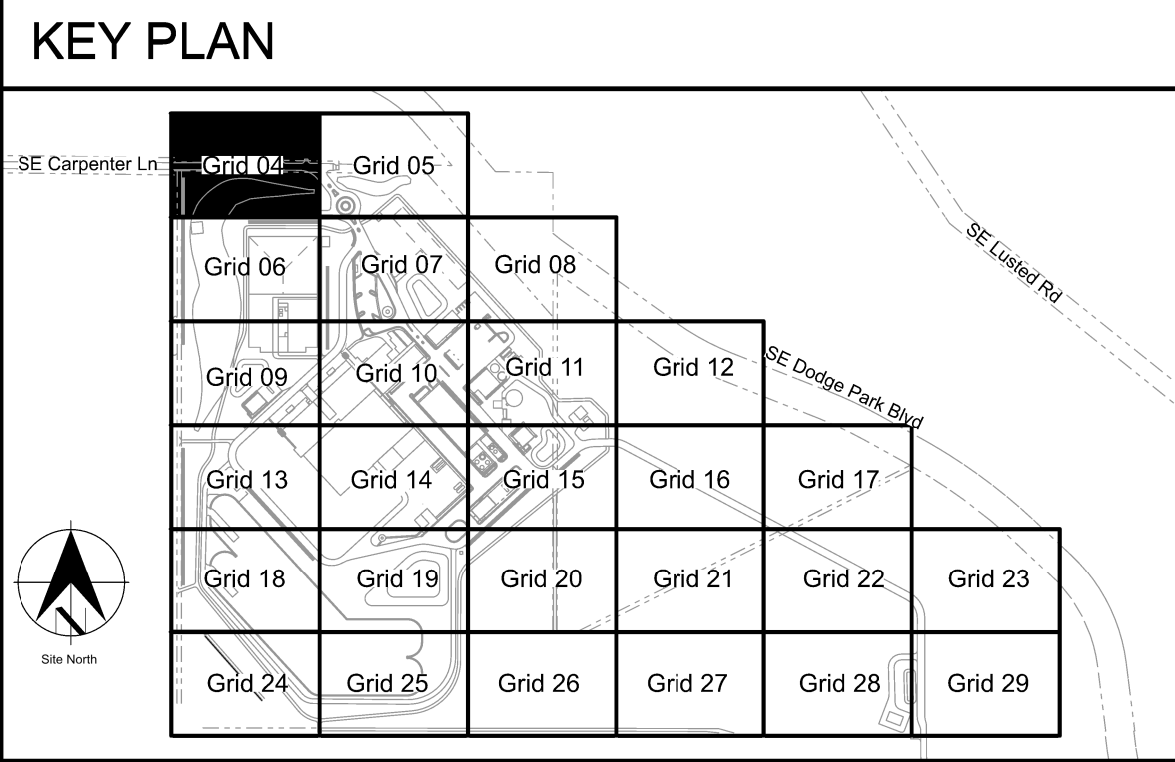 KEY PLAN
SE Carpenter Ln
Grid 04
Grid 05
Grid 06
Grid 07
Grid 08
SE Lusted Rd
Grid 09
Grid 10
Grid 11
Grid 12
SE Dodge Park Blvd
Grid 13
Grid 14
Grid 15
Grid 16
Grid 17
Grid 18
Grid 19
Grid 20
Grid 21
Grid 22
Grid 23
N
Site North
Grid 24
Grid 25
Grid 26
Grid 27
Grid 28
Grid 29